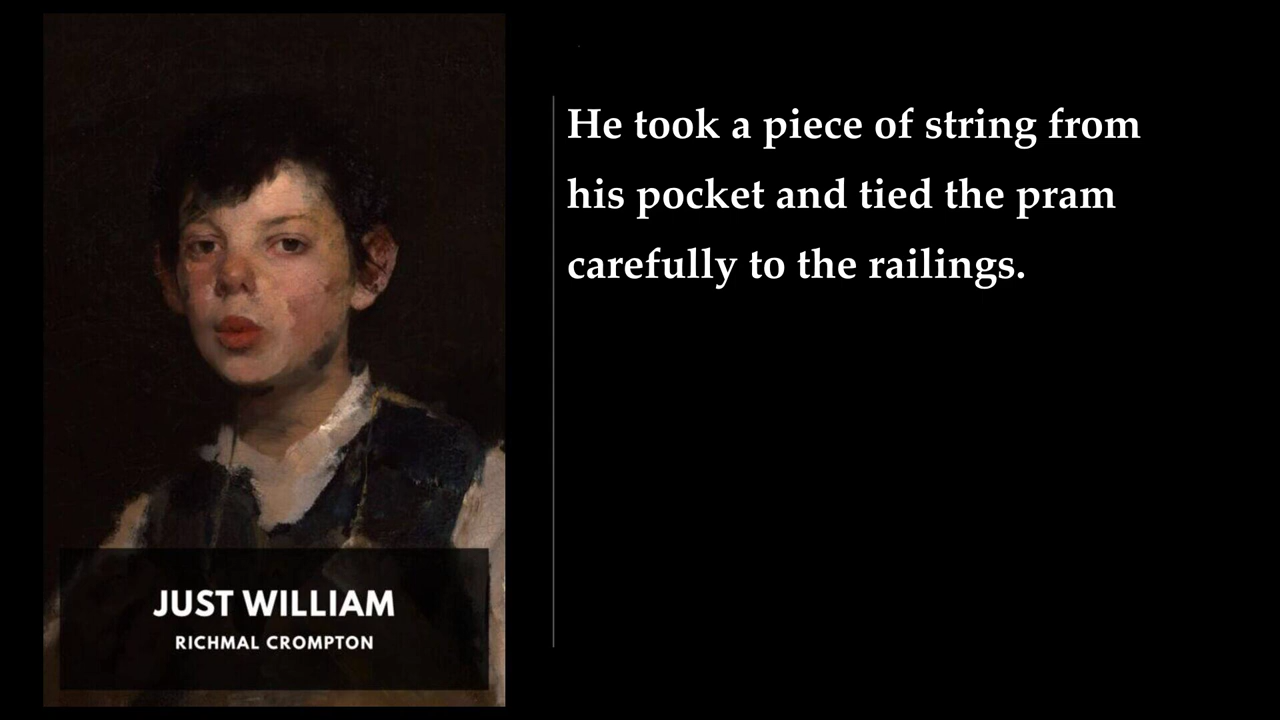 JUST WILLIAM
RICHMAL CROMPTON
He took a piece of string from
his pocket and tied the pram
carefully to the railings.